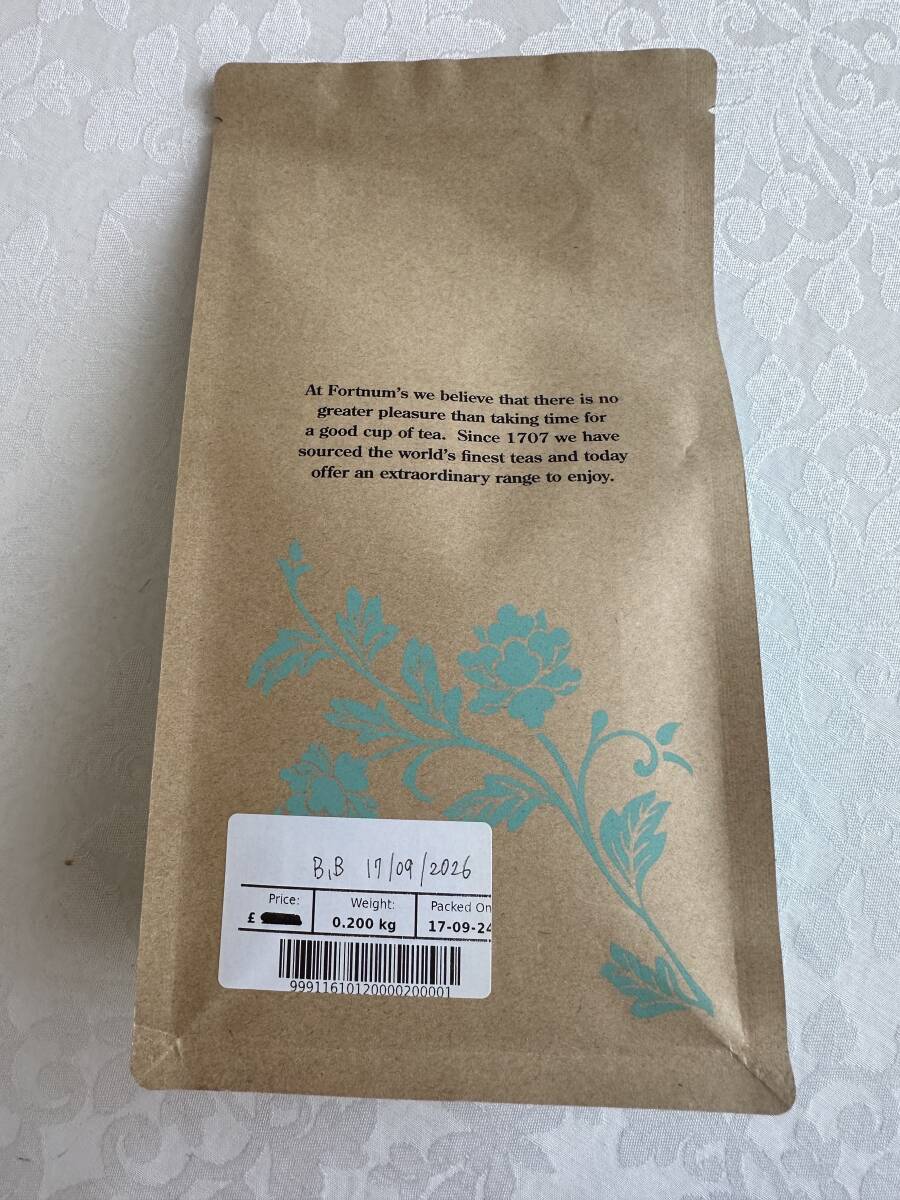 At Fortnum's we believe that there is no
greater pleasure than taking time for
a good cup of tea. Since 1707 we have
sourced the world's finest teas and today
offer an extraordinary range to enjoy.
B.B 17/09/2026
Price: Weight: Packed On
£ 0.200 kg 17-09-24
99911610120000200001